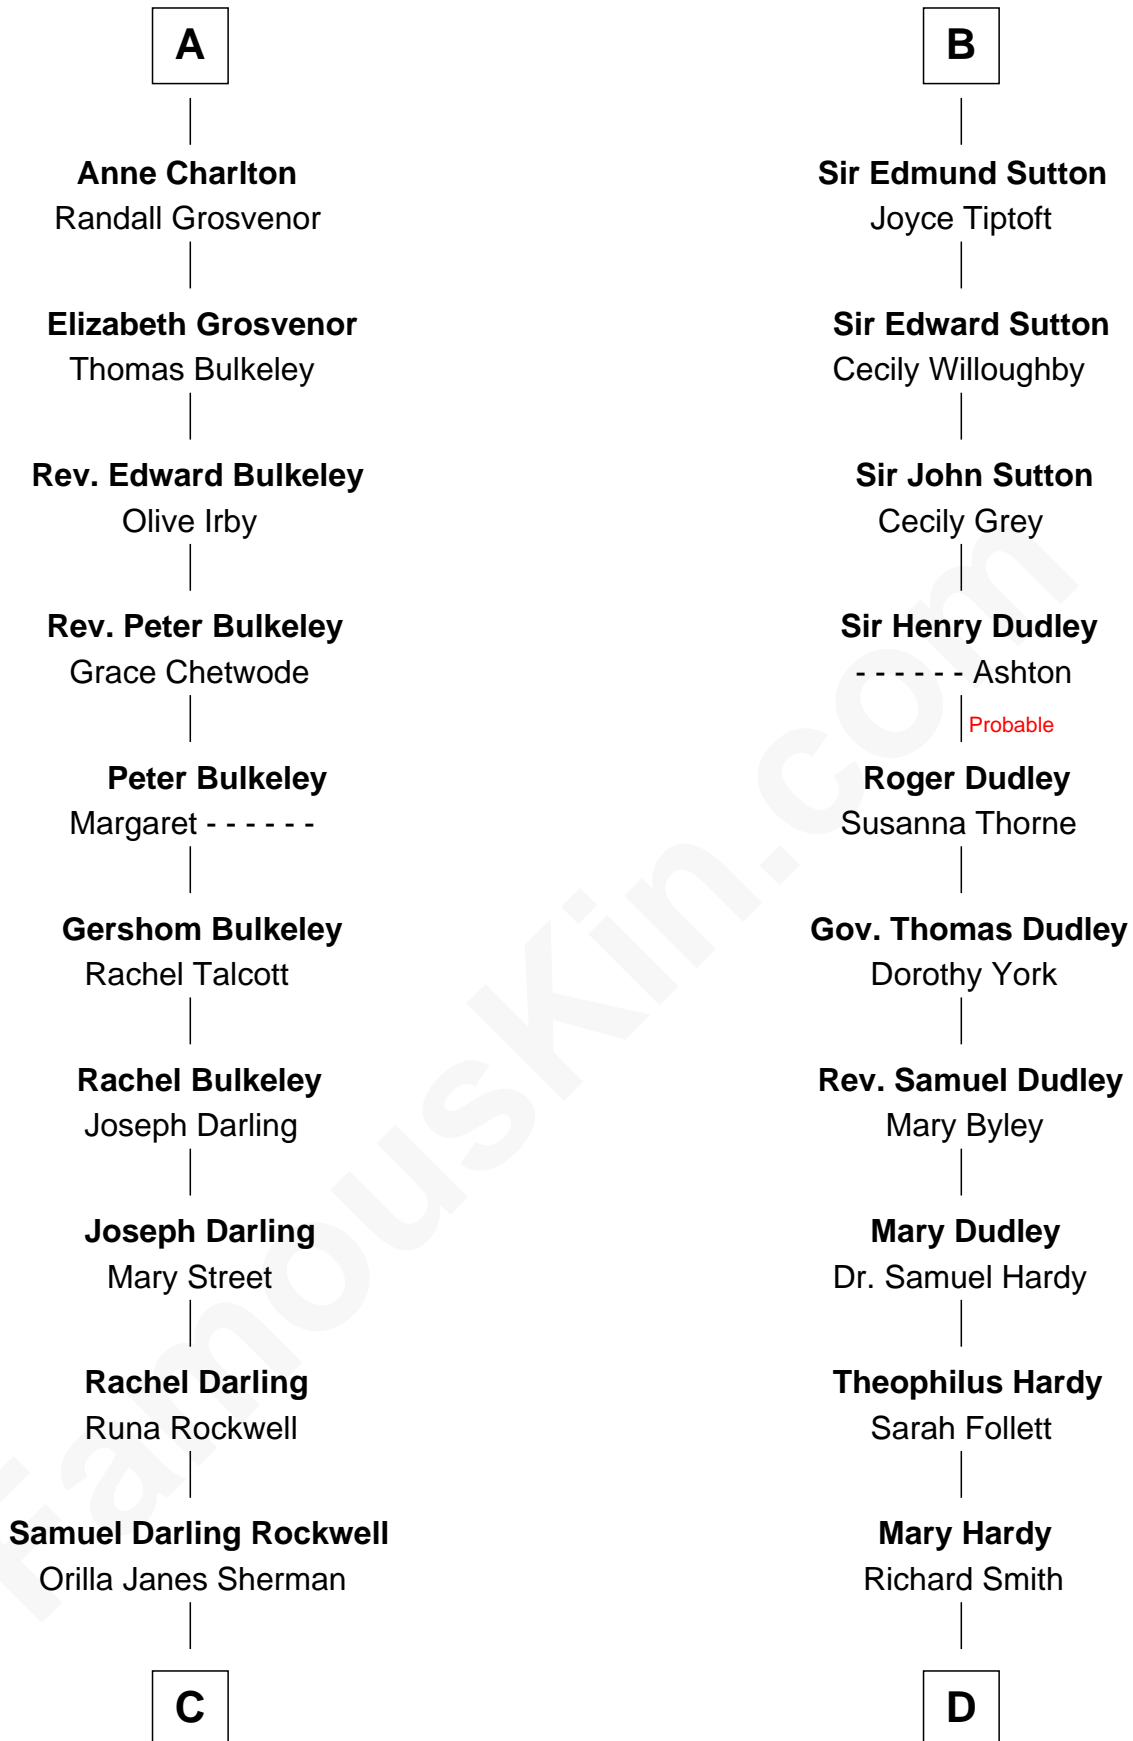 A
Anne Charlton
Randall Grosvenor
Elizabeth Grosvenor
Thomas Bulkeley
Rev. Edward Bulkeley
Olive Irby
Rev. Peter Bulkeley
Grace Chetwode
Peter Bulkeley
Margaret - - - - - -
Gershom Bulkeley
Rachel Talcott
Rachel Bulkeley
Joseph Darling
Joseph Darling
Mary Street
Rachel Darling
Runa Rockwell
Samuel Darling Rockwell
Orilla Janes Sherman
C
B
Sir Edmund Sutton
Joyce Tiptoft
Sir Edward Sutton
Cecily Willoughby
Sir John Sutton
Cecily Grey
Sir Henry Dudley
- - - - - - Ashton
Probable
Roger Dudley
Susanna Thorne
Gov. Thomas Dudley
Dorothy York
Rev. Samuel Dudley
Mary Byley
Mary Dudley
Dr. Samuel Hardy
Theophilus Hardy
Sarah Follett
Mary Hardy
Richard Smith
D
FamousKin.com